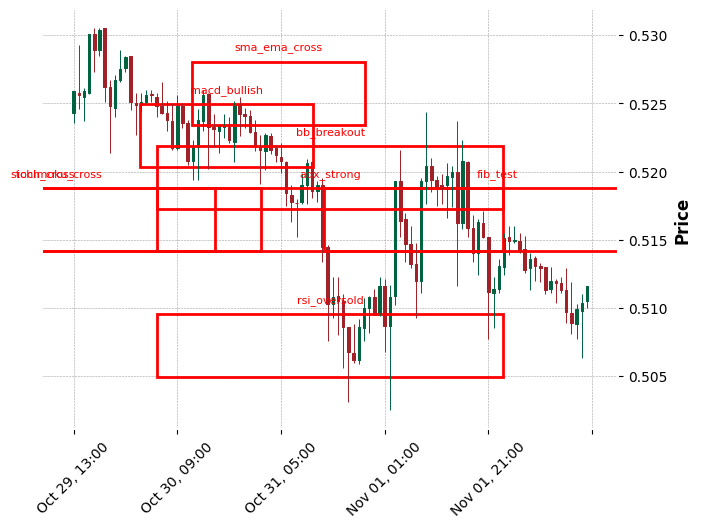 sma_ema_cross
macd_bullish
bb_breakout
adx_strong
fib_test
rsi_oversold
0.530
0.525
0.520
0.515
0.510
0.505
Price
Oct 29, 13:00
Oct 30, 09:00
Oct 31, 05:00
Nov 01, 01:00
Nov 01, 21:00